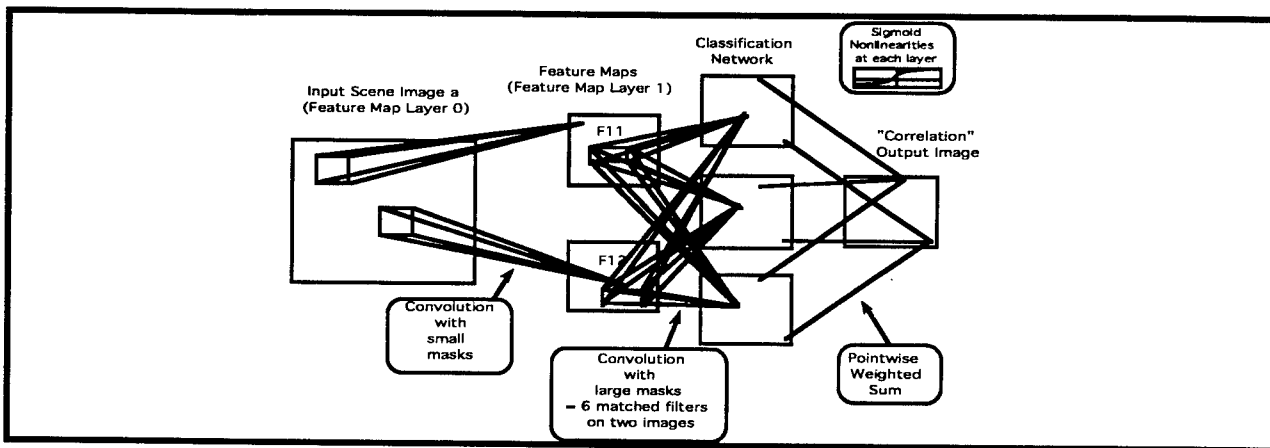 Input Scene Image a
(Feature Map Layer 0)
Feature Maps
(Feature Map Layer 1)
Classification
Network
Sigmoid
Nonlinearities
at each layer
"Correlation"
Output Image
F11
F12
Convolution
with
small
masks
Convolution
with
large masks
– 6 matched filters
on two images
Pointwise
Weighted
Sum